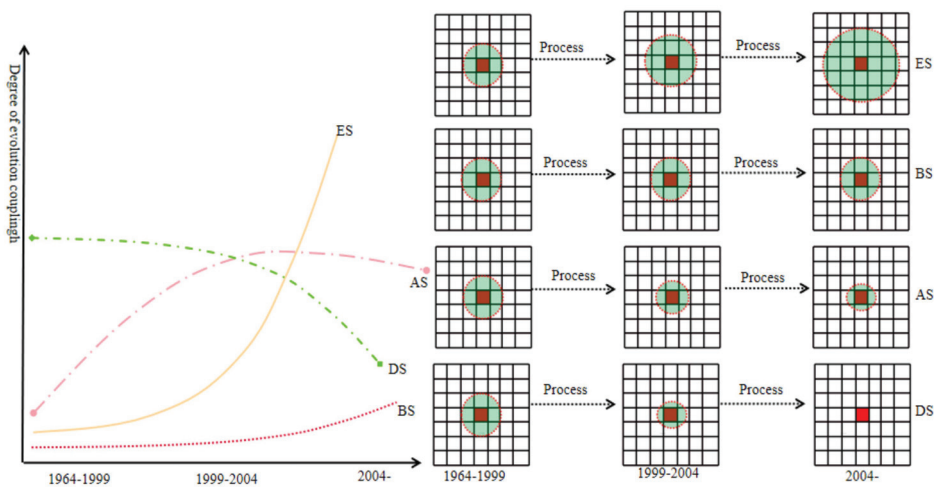 Degree of evolution couplingh
ES
AS
DS
BS
1964-1999
1999-2004
2004-
Process
Process
ES
Process
Process
BS
Process
Process
AS
Process
Process
DS
1964-1999
1999-2004
2004-